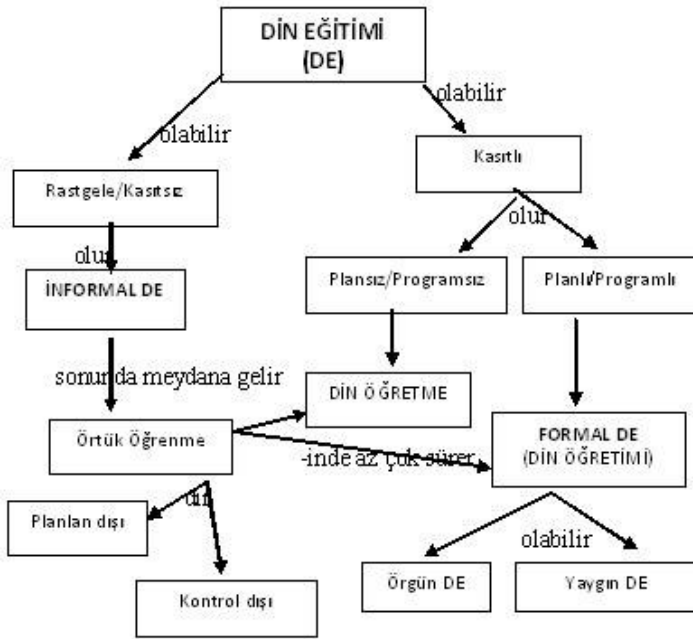 DİN EĞİTİMİ
(DE)
olabilir
olabilir
Kasıtlı
Rastgele/Kasıtsız
olur
olur
İNFORMAL DE
Plansız/Programsız
Planlı/Programlı
sonunda meydana gelir
DİN ÖĞRETME
Örtük Öğrenme
FORMAL DE
(DİN ÖĞRETİMİ)
-inde az çok sürer
Planlan dışı
dır
olabilir
Kontrol dışı
Örgün DE
Yaygın DE